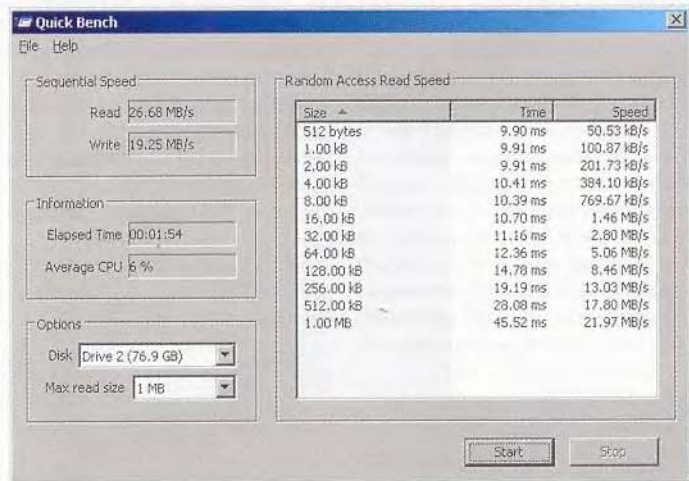 Quick Bench
File Help
Sequential Speed
Read 26.68 MB/s
Write 19.25 MB/s
Information
Elapsed Time 00:01:54
Average CPU 6 %
Options
Disk Drive 2 (76.9 GB)
Max read size 1 MB
Random Access Read Speed
Size Time Speed
512 bytes 9.90 ms 50.53 kB/s
1.00 kB 9.91 ms 100.87 kB/s
2.00 kB 9.91 ms 201.73 kB/s
4.00 kB 10.41 ms 384.10 kB/s
8.00 kB 10.39 ms 769.67 kB/s
16.00 kB 10.70 ms 1.46 MB/s
32.00 kB 11.16 ms 2.80 MB/s
64.00 kB 12.36 ms 5.06 MB/s
128.00 kB 14.78 ms 8.46 MB/s
256.00 kB 19.19 ms 13.03 MB/s
512.00 kB 28.08 ms 17.80 MB/s
1.00 MB 45.52 ms 21.97 MB/s
Start Stop